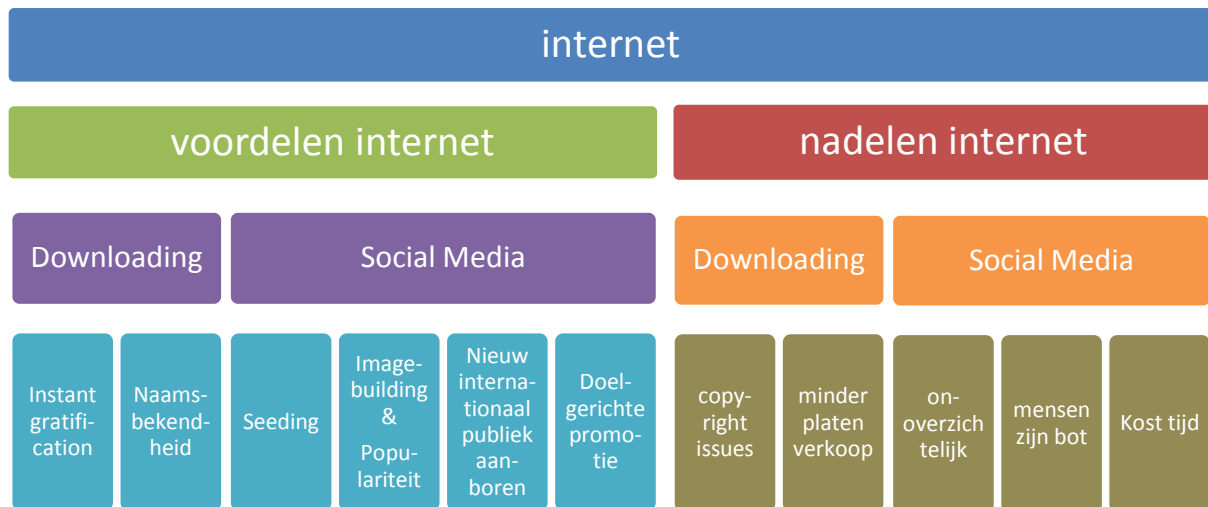 internet
voordelen internet
nadelen internet
Downloading
Social Media
Downloading
Social Media
Instant
gratifi-
cation
Naams-
bekend-
heid
Seeding
Image-
building
&
Popu-
lariteit
Nieuw
interna-
tionaal
publiek
aan-
boren
Doel-
gerichte
promo-
tie
copy-
right
issues
minder
platen
verkoop
on-
overzich
telijk
mensen
zijn bot
Kost tijd